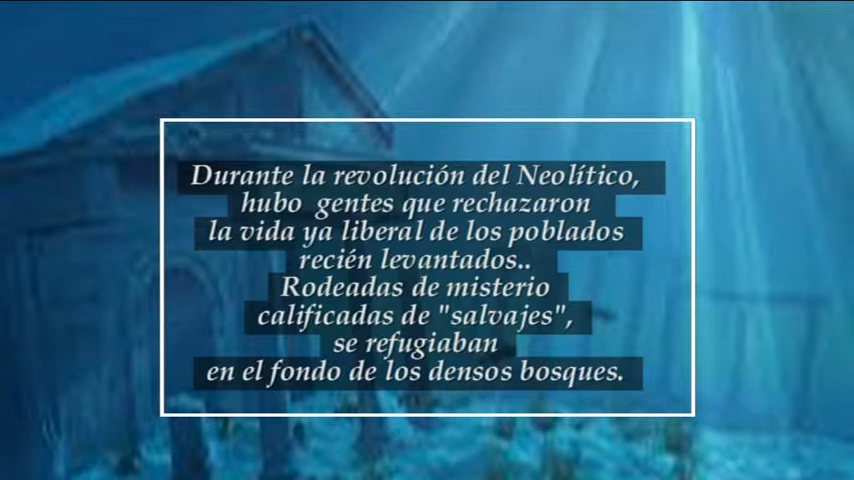 Durante la revolución del Neolítico,
hubo gentes que rechazaron
la vida ya liberal de los poblados
recién levantados..
Rodeadas de misterio
calificadas de "salvajes",
se refugiaban
en el fondo de los densos bosques.